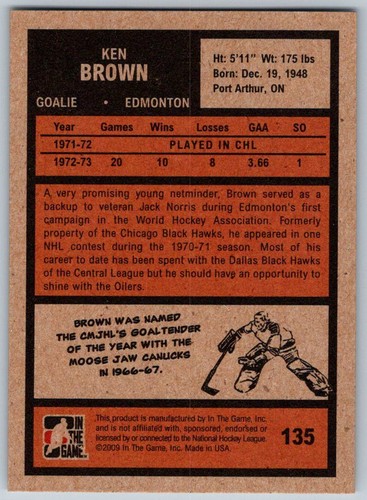 KEN
BROWN
GOALIE • EDMONTON
Ht: 5'11" Wt: 175 lbs
Born: Dec. 19, 1948
Port Arthur, ON
Year Games Wins Losses GAA SO
1971-72 PLAYED IN CHL
1972-73 20 10 8 3.66 1
A very promising young netminder, Brown served as a
backup to veteran Jack Norris during Edmonton's first
campaign in the World Hockey Association. Formerly
property of the Chicago Black Hawks, he appeared in one
NHL contest during the 1970-71 season. Most of his
career to date has been spent with the Dallas Black Hawks
of the Central League but he should have an opportunity to
shine with the Oilers.
BROWN WAS NAMED
THE CMJHL'S GOALTENDER
OF THE YEAR WITH THE
MOOSE JAW CANUCKS
IN 1966-67.
IN
THE
GAME
This product is manufactured by In The Game, Inc.
and is not affiliated with, sponsored, endorsed or
licensed by or connected to the National Hockey League.
©2009 In The Game, Inc. Made in USA.
135